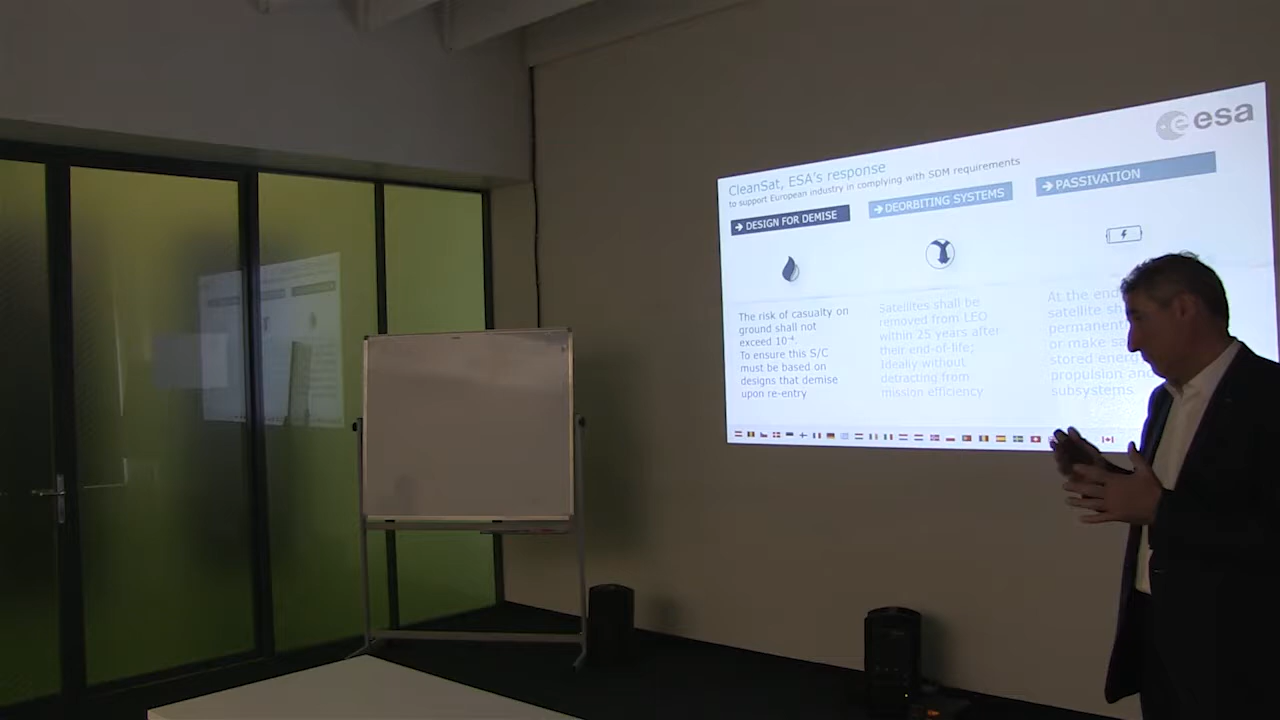 esa
CleanSat, ESA's response
to support European industry in complying with SDM requirements
DESIGN FOR DEMISE
DEORBITING SYSTEMS
PASSIVATION
The risk of casualty on
ground shall not
exceed 10⁻⁴.
To ensure this S/C
must be based on
designs that demise
upon re-entry
Satellites shall be
removed from LEO
within 25 years after
their end-of-life;
Ideally without
detracting from
mission efficiency
At the end
satellite sh
permanent
or make sa
stored energ
propulsion and
subsystems